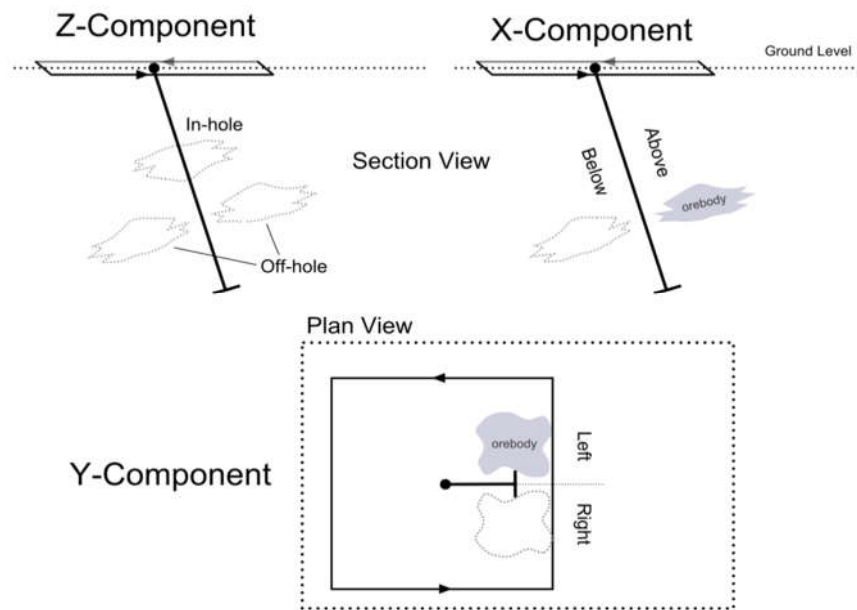 Z-Component
X-Component
Ground Level
In-hole
Above
Below
Section View
orebody
Off-hole
Plan View
orebody
Left
Y-Component
Right